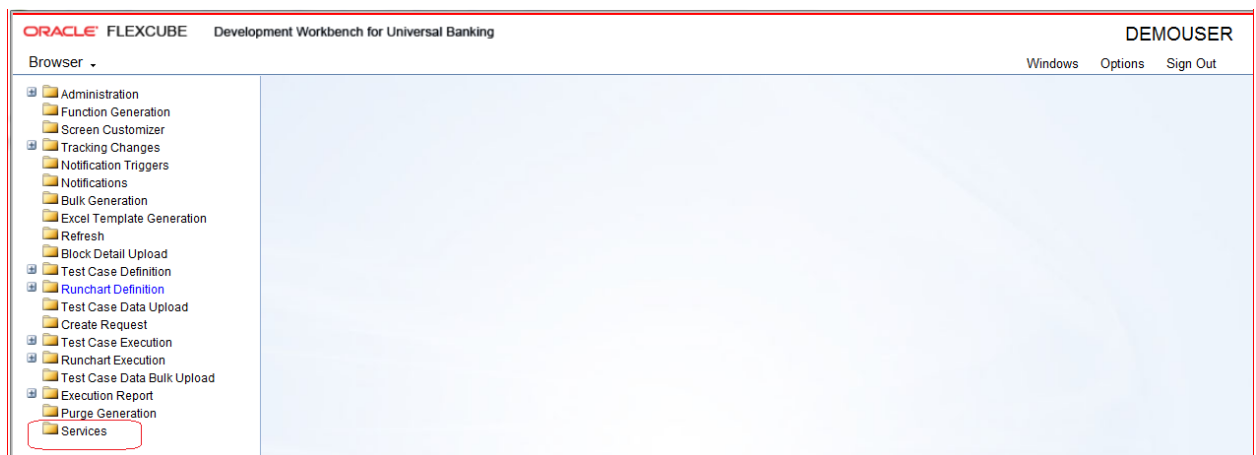 ORACLE FLEXCUBE Development Workbench for Universal Banking DEMOUSER
Browser Windows Options Sign Out
Administration
Function Generation
Screen Customizer
Tracking Changes
Notification Triggers
Notifications
Bulk Generation
Excel Template Generation
Refresh
Block Detail Upload
Test Case Definition
Runchart Definition
Test Case Data Upload
Create Request
Test Case Execution
Runchart Execution
Test Case Data Bulk Upload
Execution Report
Purge Generation
Services